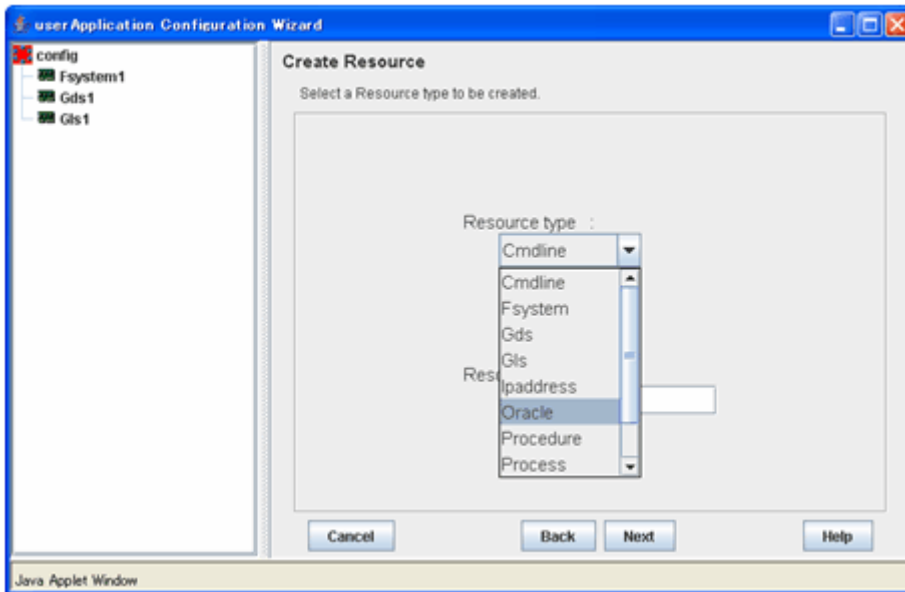 userApplication Configuration Wizard
config
Fsystem1
Gds1
Gls1
Create Resource
Select a Resource type to be created.
Resource type :
Cmdline
Cmdline
Fsystem
Gds
Gls
Ipaddress
Oracle
Procedure
Process
Cancel
Back
Next
Help
Java Applet Window